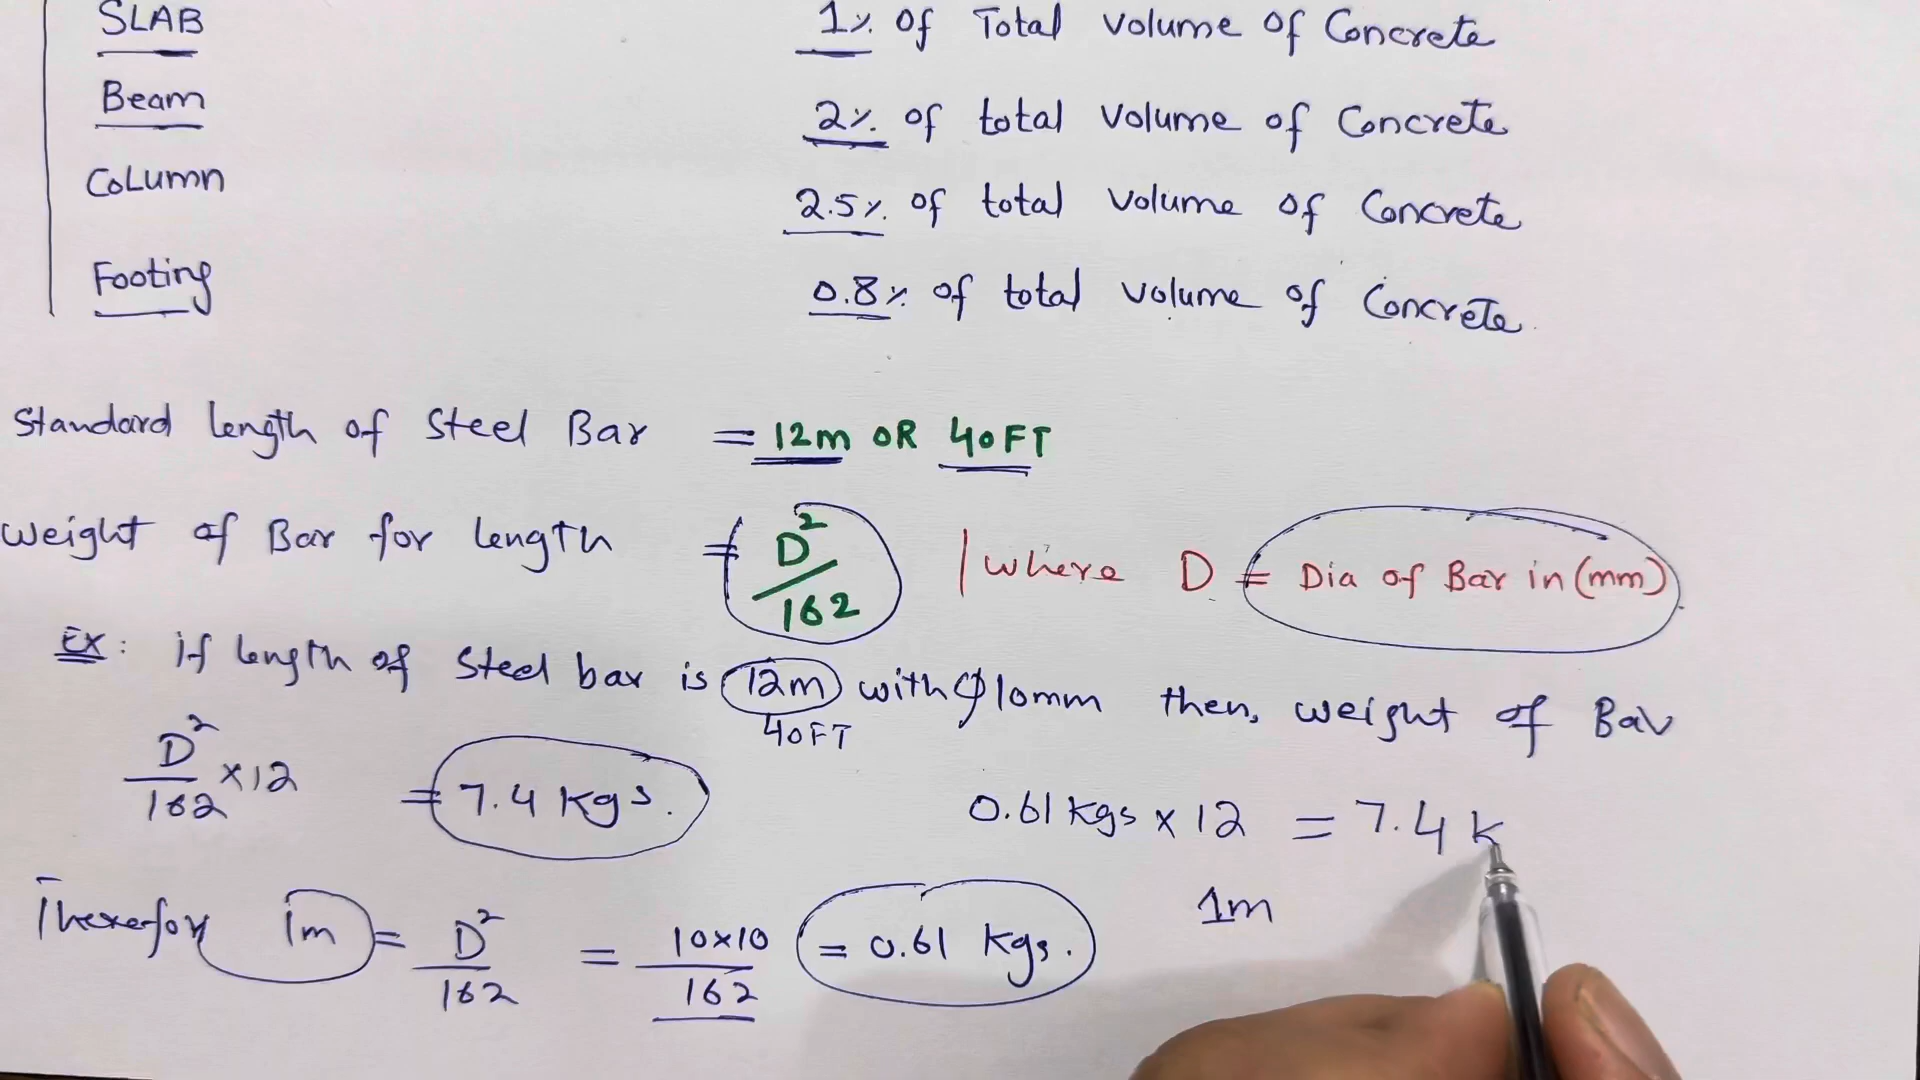 SLAB 1% of Total volume of Concrete
Beam 2% of total volume of Concrete
Column 2.5% of total volume of Concrete
Footing 0.8% of total volume of Concrete
Standard length of Steel Bar = 12m OR 40FT
weight of Bar for length = D²/162 | where D = Dia of Bar in (mm)
Ex: if length of Steel bar is 12m with ϕ10mm then, weight of Bar
40FT
D²/162 × 12 = 7.4 Kgs. 0.61 Kgs × 12 = 7.4 K
1m
Therefor 1m = D²/162 = 10×10/162 = 0.61 Kgs.